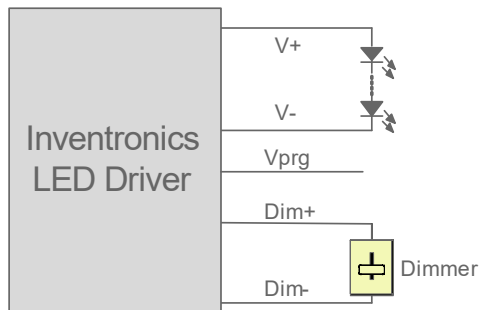 V+
V-
Inventronics
LED Driver
Vprg
Dim+
Dimmer
Dim-